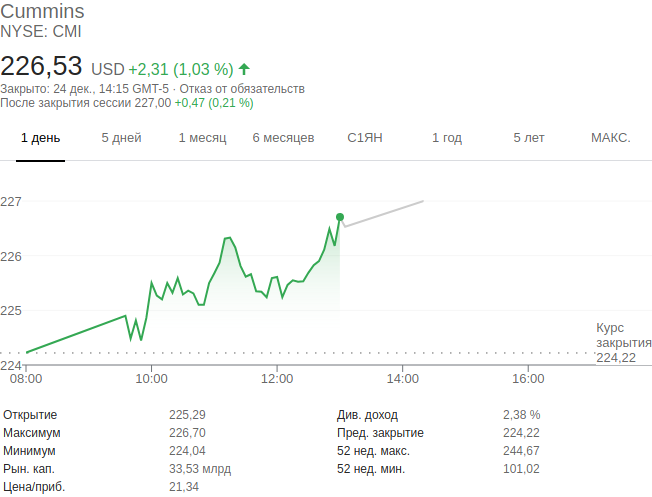 Cummins
NYSE: CMI
226,53 USD +2,31 (1,03 %)
Закрыто: 24 дек., 14:15 GMT-5 · Отказ от обязательств
После закрытия сессии 227,00 +0,47 (0,21 %)
1 день 5 дней 1 месяц 6 месяцев С1ЯН 1 год 5 лет МАКС.
227
226
225
Курс
закрытия
224,22
224
08:00 10:00 12:00 14:00 16:00
Открытие 225,29 Див. доход 2,38 %
Максимум 226,70 Пред. закрытие 224,22
Минимум 224,04 52 нед. макс. 244,67
Рын. кап. 33,53 млрд 52 нед. мин. 101,02
Цена/приб. 21,34